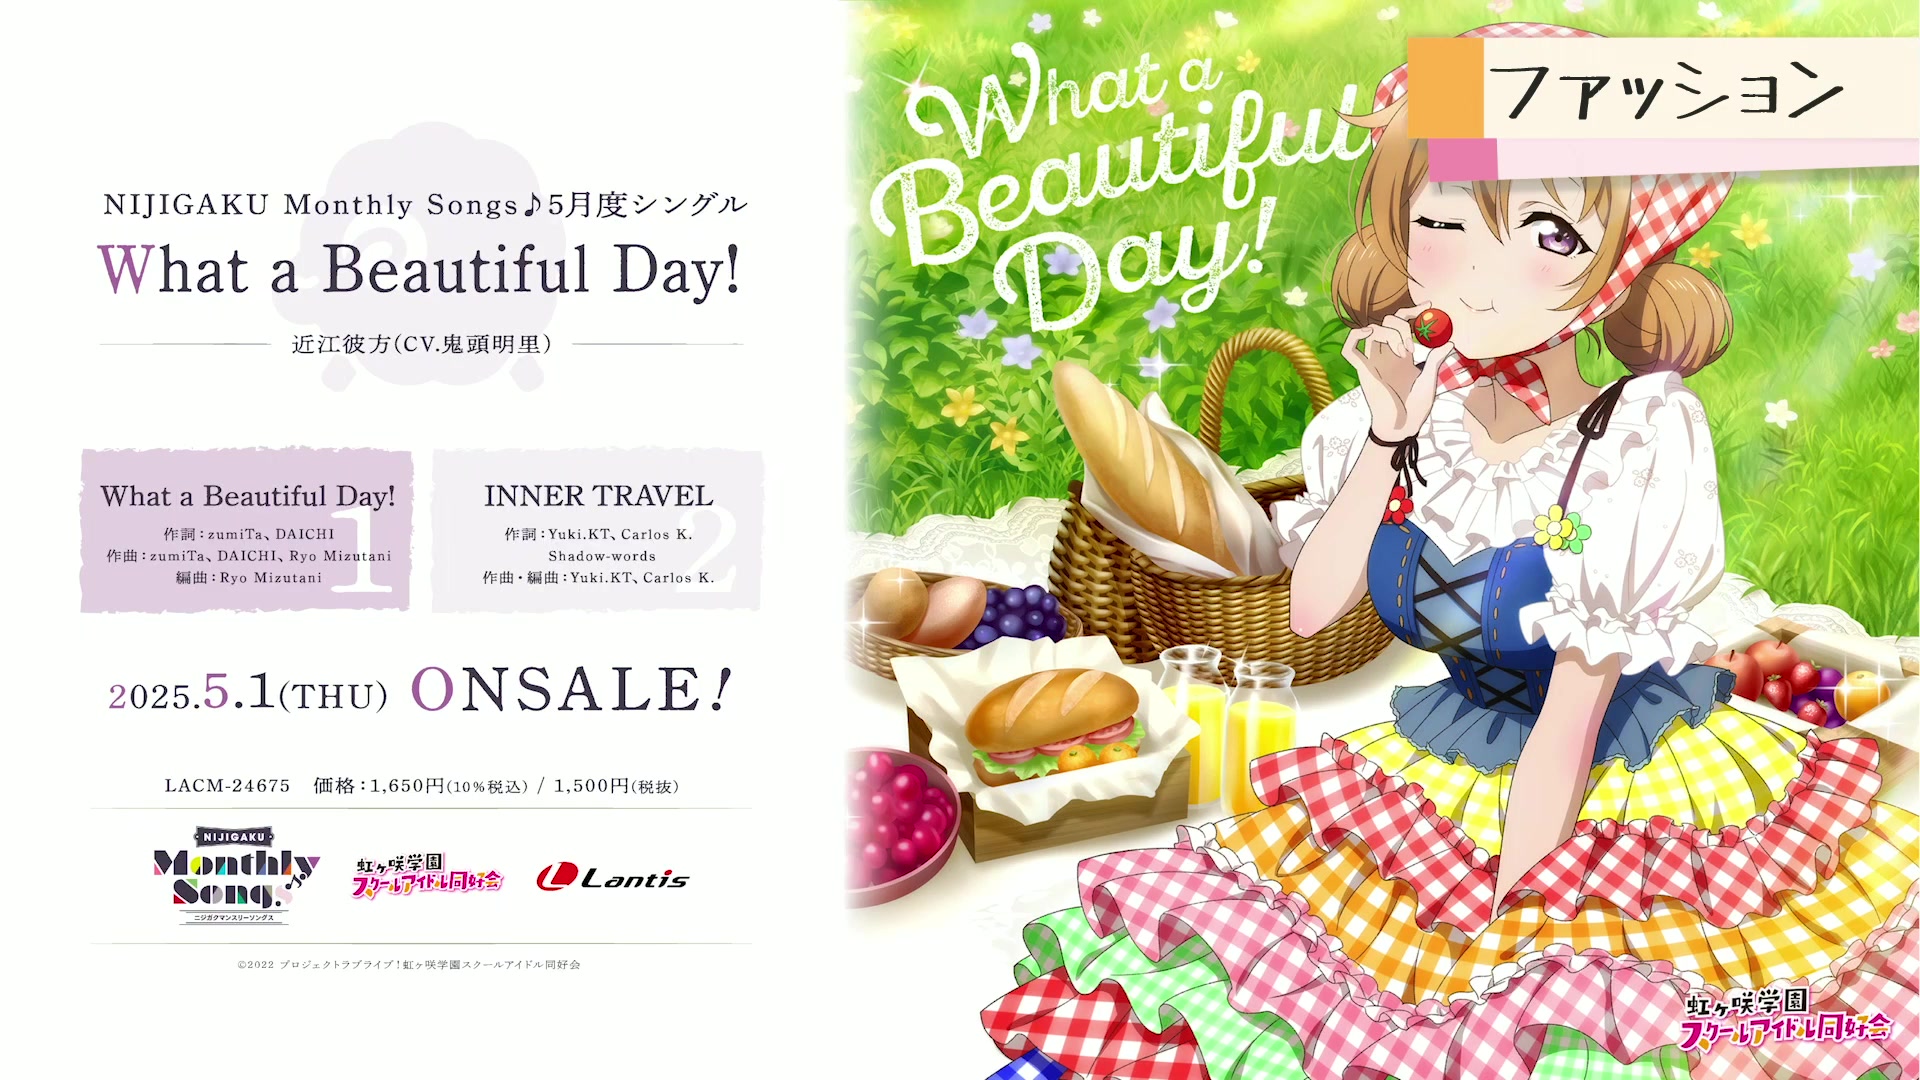 NIJIGAKU Monthly Songs♪5月度シングル
What a Beautiful Day!
近江彼方(CV.鬼頭明里)
What a Beautiful Day!
作詞：zumiTa、DAICHI
作曲：zumiTa、DAICHI、Ryo Mizutani
編曲：Ryo Mizutani
1
INNER TRAVEL
作詞：Yuki.KT、Carlos K.
Shadow-words
作曲・編曲：Yuki.KT、Carlos K.
2
2025.5.1(THU) ONSALE!
LACM-24675 価格：1,650円(10%税込) / 1,500円(税抜)
NIJIGAKU
Monthly
Songs♪
ニジガクマンスリーソングス
虹ヶ咲学園
スクールアイドル同好会
Lantis
©2022 プロジェクトラブライブ！虹ヶ咲学園スクールアイドル同好会
What a
Beautiful
Day!
ファッション
虹ヶ咲学園
スクールアイドル同好会